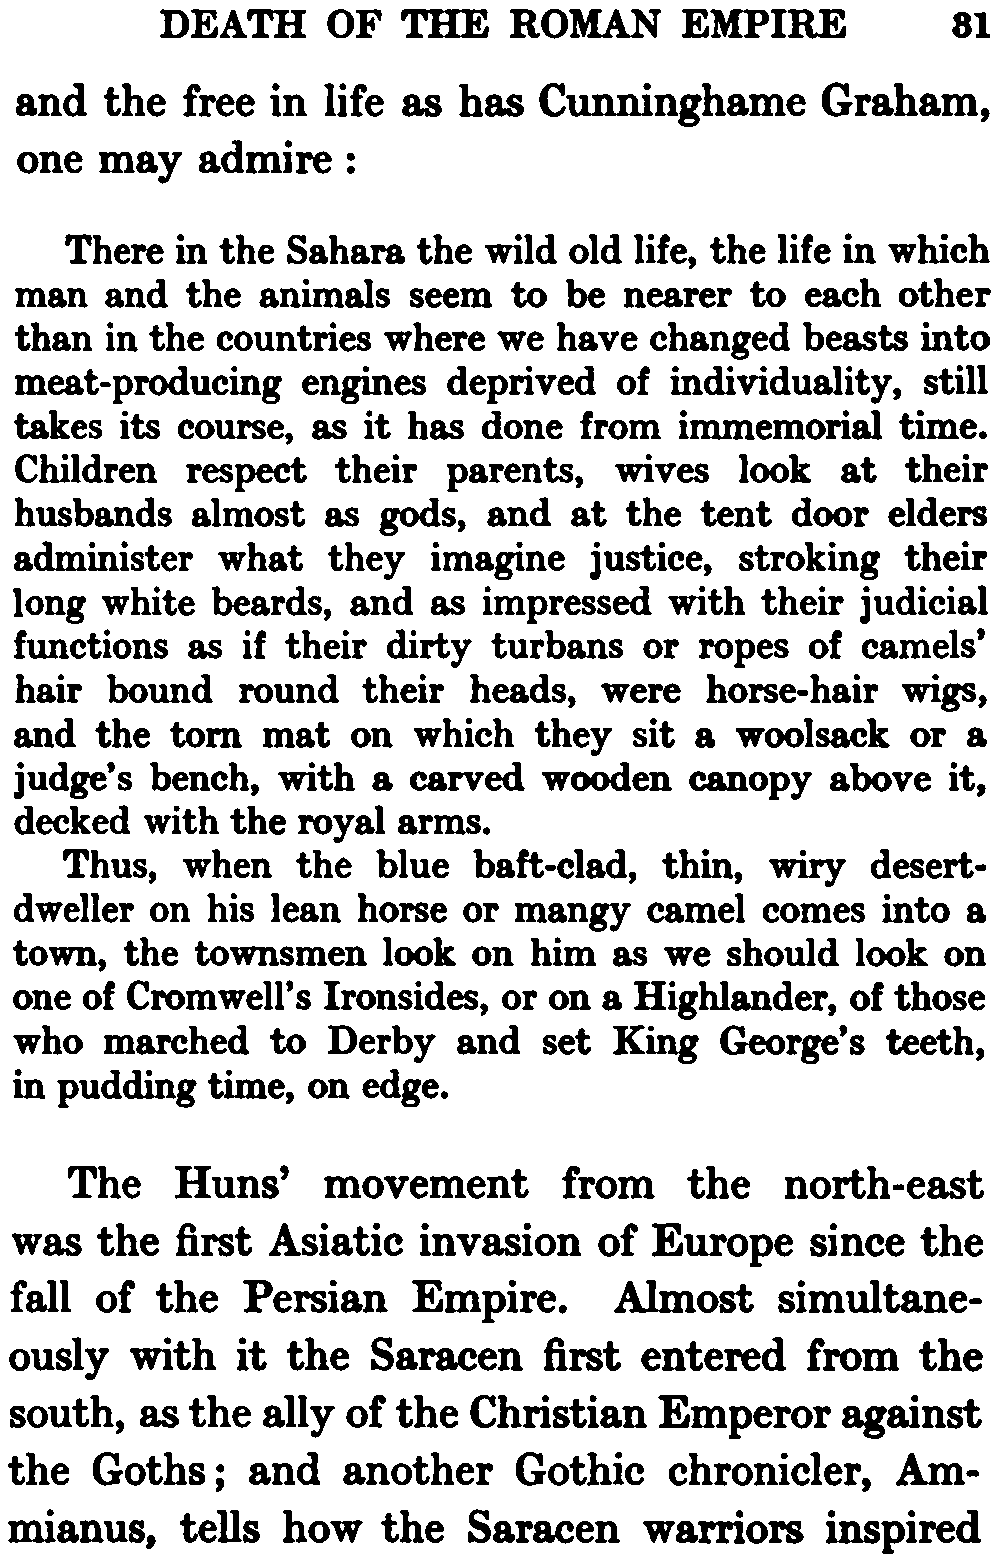 DEATH OF THE ROMAN EMPIRE 81
and the free in life as has Cunninghame Graham,
one may admire :
There in the Sahara the wild old life, the life in which
man and the animals seem to be nearer to each other
than in the countries where we have changed beasts into
meat-producing engines deprived of individuality, still
takes its course, as it has done from immemorial time.
Children respect their parents, wives look at their
husbands almost as gods, and at the tent door elders
administer what they imagine justice, stroking their
long white beards, and as impressed with their judicial
functions as if their dirty turbans or ropes of camels'
hair bound round their heads, were horse-hair wigs,
and the torn mat on which they sit a woolsack or a
judge's bench, with a carved wooden canopy above it,
decked with the royal arms.
Thus, when the blue baft-clad, thin, wiry desert-
dweller on his lean horse or mangy camel comes into a
town, the townsmen look on him as we should look on
one of Cromwell's Ironsides, or on a Highlander, of those
who marched to Derby and set King George's teeth,
in pudding time, on edge.
The Huns' movement from the north-east
was the first Asiatic invasion of Europe since the
fall of the Persian Empire. Almost simultane-
ously with it the Saracen first entered from the
south, as the ally of the Christian Emperor against
the Goths; and another Gothic chronicler, Am-
mianus, tells how the Saracen warriors inspired